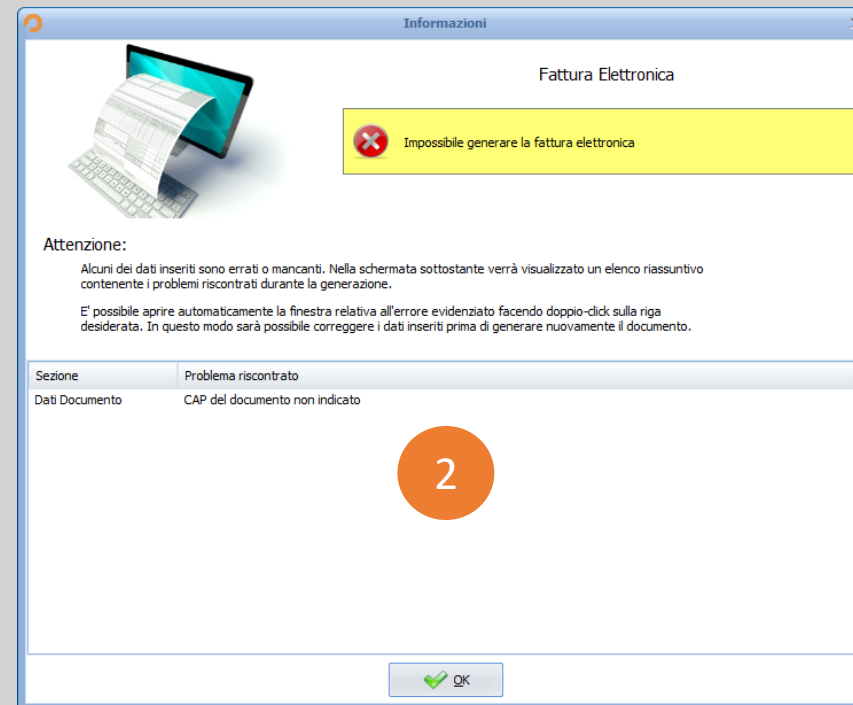 Informazioni
Fattura Elettronica
Impossibile generare la fattura elettronica
Attenzione:
Alcuni dei dati inseriti sono errati o mancanti. Nella schermata sottostante verrà visualizzato un elenco riassuntivo
contenente i problemi riscontrati durante la generazione.
E' possibile aprire automaticamente la finestra relativa all'errore evidenziato facendo doppio-click sulla riga
desiderata. In questo modo sarà possibile correggere i dati inseriti prima di generare nuovamente il documento.
Sezione Problema riscontrato
Dati Documento CAP del documento non indicato
2
OK